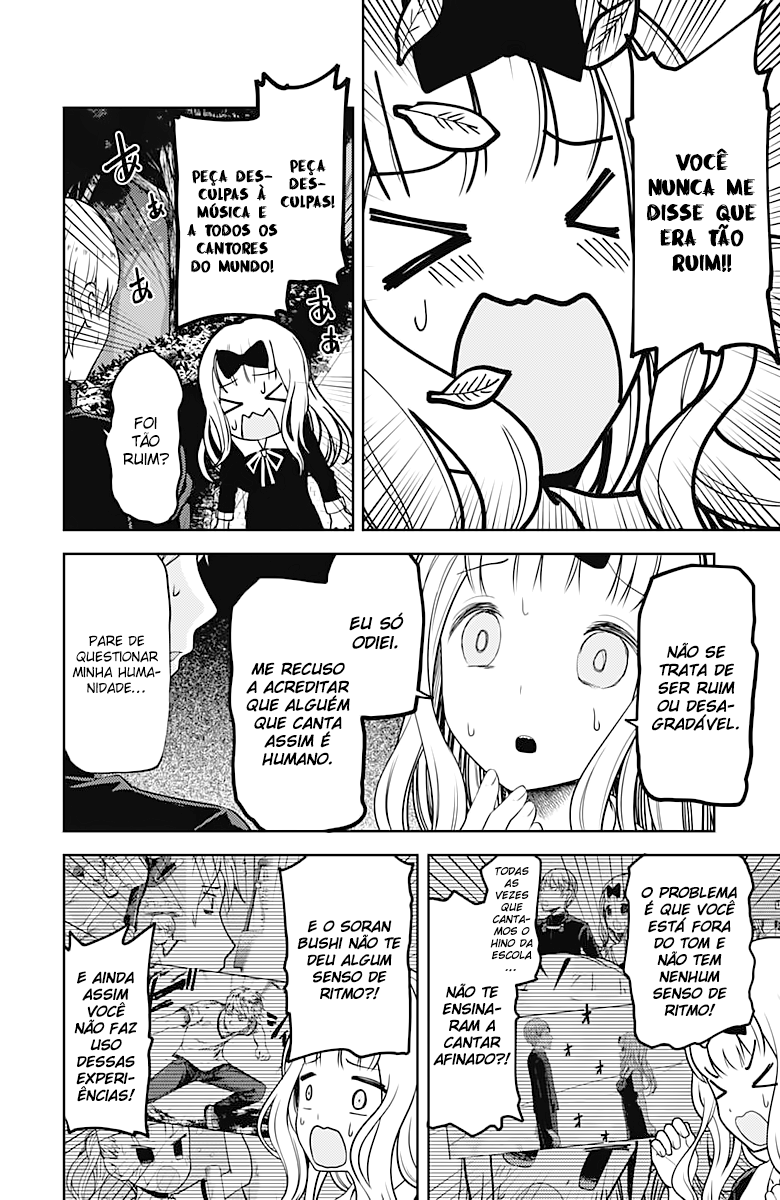 VOCÊ
NUNCA ME
DISSE QUE
ERA TÃO
RUIM!!
PEÇA
DES-
CULPAS!
PEÇA DES-
CULPAS À
MÚSICA E
A TODOS OS
CANTORES
DO MUNDO!
あ゛
あ゛
あ゛
あ゛
FOI
TÃO
RUIM?
NÃO SE
TRATA DE
SER RUIM
OU DESA-
GRADÁVEL.
EU SÓ
ODIEI.
ME RECUSO
A ACREDITAR
QUE ALGUÉM
QUE CANTA
ASSIM É
HUMANO.
PARE DE
QUESTIONAR
MINHA HUMA-
NIDADE...
O PROBLEMA
É QUE VOCÊ
ESTÁ FORA
DO TOM E
NÃO TEM
NENHUM
SENSO DE
RITMO!
TODAS
AS
VEZES
QUE
CANTA-
MOS O
HINO DA
ESCOLA
...
NÃO TE
ENSINA-
RAM A
CANTAR
AFINADO?!
E O SORAN
BUSHI NÃO TE
DEU ALGUM
SENSO DE
RITMO?!
E AINDA
ASSIM
VOCÊ
NÃO FAZ
USO
DESSAS
EXPERI-
ÊNCIAS!